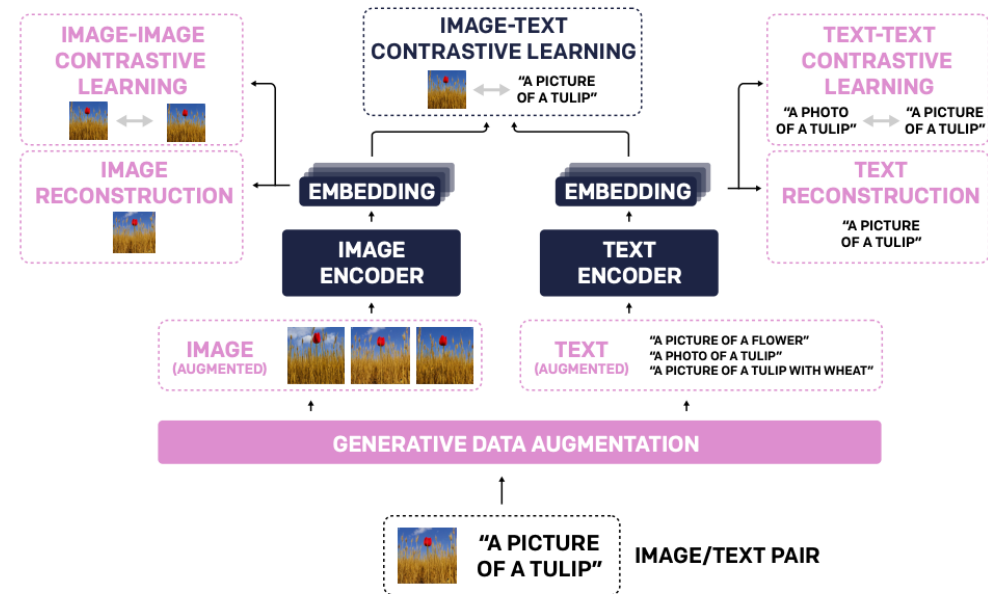 IMAGE-IMAGE
CONTRASTIVE
LEARNING
IMAGE-TEXT
CONTRASTIVE LEARNING
“A PICTURE
OF A TULIP”
TEXT-TEXT
CONTRASTIVE
LEARNING
“A PHOTO
OF A TULIP”
“A PICTURE
OF A TULIP”
IMAGE
RECONSTRUCTION
EMBEDDING
EMBEDDING
TEXT
RECONSTRUCTION
“A PICTURE
OF A TULIP”
IMAGE
ENCODER
TEXT
ENCODER
IMAGE
(AUGMENTED)
TEXT
(AUGMENTED)
“A PICTURE OF A FLOWER”
“A PHOTO OF A TULIP”
“A PICTURE OF A TULIP WITH WHEAT”
GENERATIVE DATA AUGMENTATION
“A PICTURE
OF A TULIP”
IMAGE/TEXT PAIR